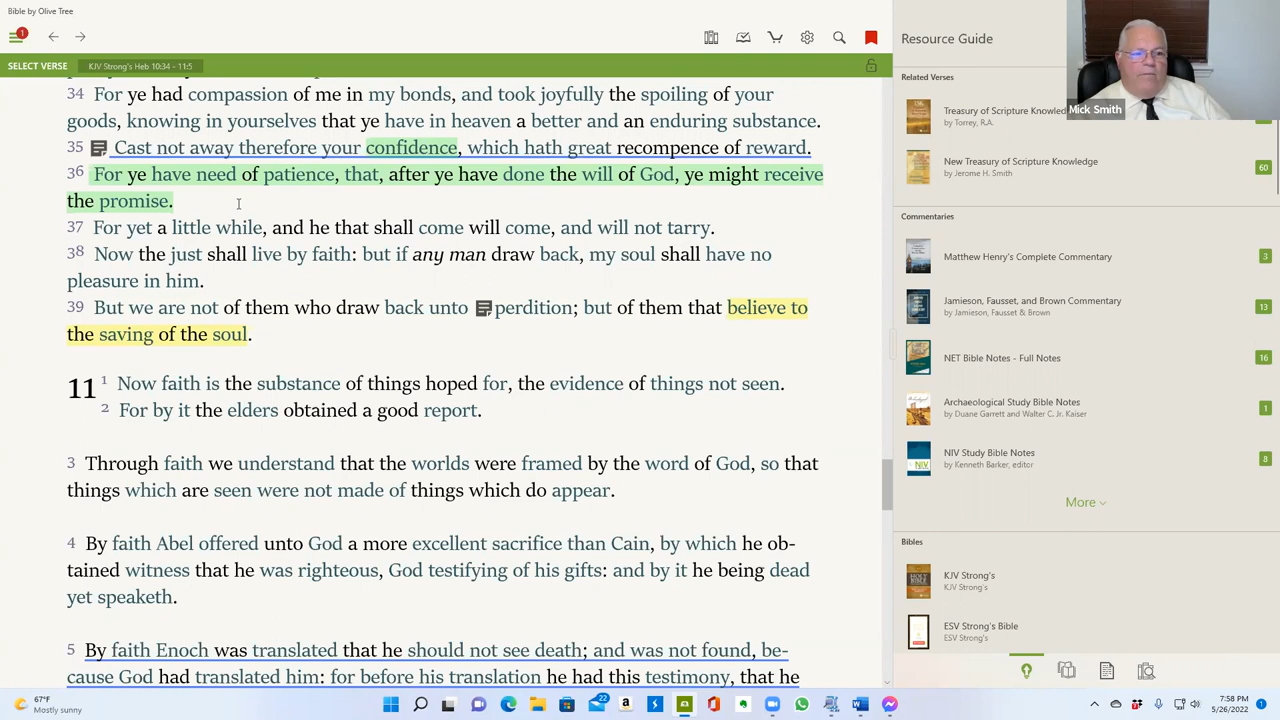 Bible by Olive Tree
1
SELECT VERSE
KJV Strong's Heb 10:34 - 11:5
34 For ye had compassion of me in my bonds, and took joyfully the spoiling of your
goods, knowing in yourselves that ye have in heaven a better and an enduring substance.
35 Cast not away therefore your confidence, which hath great recompence of reward.
36 For ye have need of patience, that, after ye have done the will of God, ye might receive
the promise.
37 For yet a little while, and he that shall come will come, and will not tarry.
38 Now the just shall live by faith: but if any man draw back, my soul shall have no
pleasure in him.
39 But we are not of them who draw back unto perdition; but of them that believe to
the saving of the soul.
11 1 Now faith is the substance of things hoped for, the evidence of things not seen.
2 For by it the elders obtained a good report.
3 Through faith we understand that the worlds were framed by the word of God, so that
things which are seen were not made of things which do appear.
4 By faith Abel offered unto God a more excellent sacrifice than Cain, by which he ob-
tained witness that he was righteous, God testifying of his gifts: and by it he being dead
yet speaketh.
5 By faith Enoch was translated that he should not see death; and was not found, be-
cause God had translated him: for before his translation he had this testimony, that he
Resource Guide
Mick Smith
Related Verses
Treasury of Scripture Knowled
by Torrey, R.A.
New Treasury of Scripture Knowledge
by Jerome H. Smith
60
Commentaries
Matthew Henry's Complete Commentary
3
Jamieson, Fausset, and Brown Commentary
by Jamieson, Fausset & Brown
13
NET Bible Notes - Full Notes
16
Archaeological Study Bible Notes
by Duane Garrett and Walter C. Jr. Kaiser
1
NIV Study Bible Notes
by Kenneth Barker, editor
8
More
Bibles
KJV Strong's
KJV Strong's
ESV Strong's Bible
ESV Strong's
67°F
Mostly sunny
22
7:58 PM
5/26/2022
1